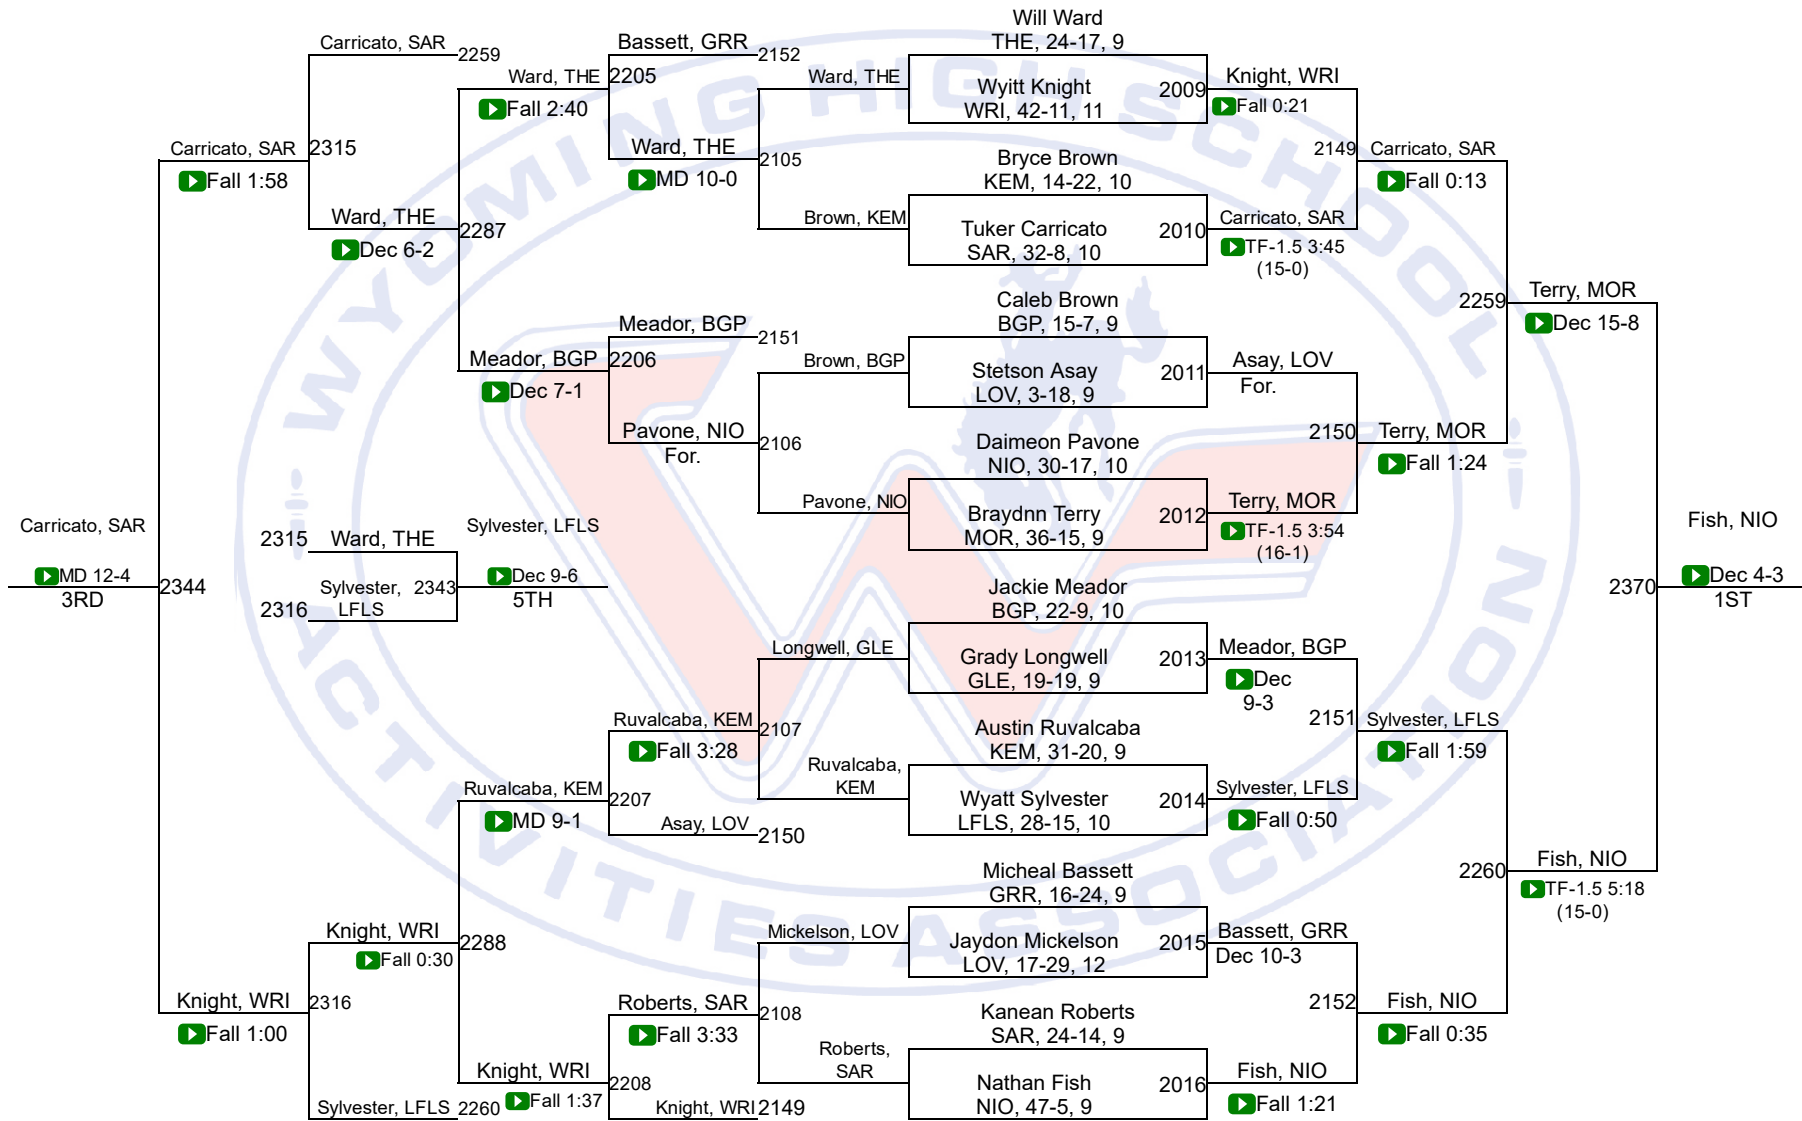 Will Ward
THE, 24-17, 9
Wyitt Knight
WRI, 42-11, 11
2009
Bryce Brown
KEM, 14-22, 10
Tuker Carricato
SAR, 32-8, 10
2010
Caleb Brown
BGP, 15-7, 9
Stetson Asay
LOV, 3-18, 9
2011
Daimeon Pavone
NIO, 30-17, 10
Braydnn Terry
MOR, 36-15, 9
2012
Jackie Meador
BGP, 22-9, 10
Grady Longwell
GLE, 19-19, 9
2013
Austin Ruvalcaba
KEM, 31-20, 9
Wyatt Sylvester
LFLS, 28-15, 10
2014
Micheal Bassett
GRR, 16-24, 9
Jaydon Mickelson
LOV, 17-29, 12
2015
Kanean Roberts
SAR, 24-14, 9
Nathan Fish
NIO, 47-5, 9
2016
Knight, WRI
Fall 0:21
2149
Carricato, SAR
TF-1.5 3:45
(15-0)
Asay, LOV
For.
2150
Terry, MOR
TF-1.5 3:54
(16-1)
Meador, BGP
Dec
9-3
2151
Sylvester, LFLS
Fall 0:50
Bassett, GRR
Dec 10-3
2152
Fish, NIO
Fall 1:21
Carricato, SAR
Fall 0:13
2259
Terry, MOR
Fall 1:24
Sylvester, LFLS
Fall 1:59
2260
Fish, NIO
Fall 0:35
Terry, MOR
Dec 15-8
2370
Fish, NIO
TF-1.5 5:18
(15-0)
Fish, NIO
Dec 4-3
1ST
Ward, THE
2105
Brown, KEM
Brown, BGP
2106
Pavone, NIO
Longwell, GLE
2107
Ruvalcaba,
KEM
Mickelson, LOV
2108
Roberts,
SAR
Bassett, GRR
2152
2205
Ward, THE
MD 10-0
Meador, BGP
2151
2206
Pavone, NIO
For.
Ruvalcaba, KEM
Fall 3:28
2207
Asay, LOV
2150
Roberts, SAR
Fall 3:33
2208
Knight, WRI
2149
Ward, THE
Fall 2:40
2287
Meador, BGP
Dec 7-1
Ruvalcaba, KEM
MD 9-1
2288
Knight, WRI
Fall 1:37
Carricato, SAR
2259
2315
Ward, THE
Dec 6-2
Knight, WRI
Fall 0:30
2316
Sylvester, LFLS
2260
Carricato, SAR
Fall 1:58
2344
Knight, WRI
Fall 1:00
Carricato, SAR
MD 12-4
3RD
2315
Ward, THE
2316
Sylvester,
LFLS
2343
Sylvester, LFLS
Dec 9-6
5TH
WYOMING HIGH SCHOOL
ACTIVITIES ASSOCIATION